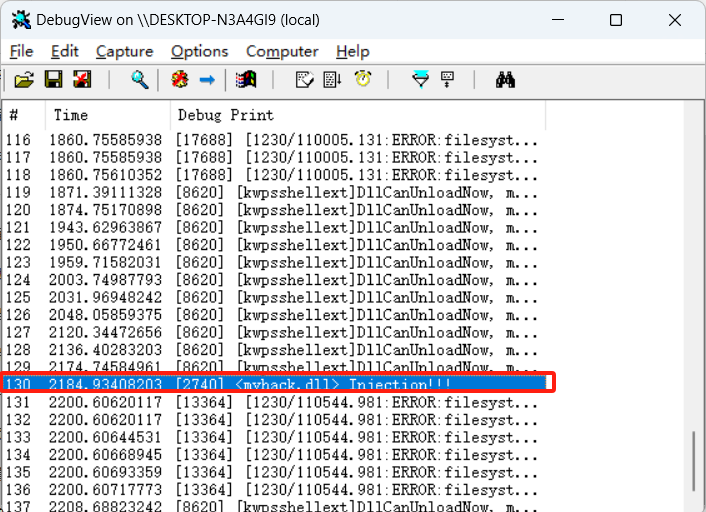 DebugView on \\DESKTOP-N3A4GI9 (local)
File Edit Capture Options Computer Help
# Time Debug Print
116 1860.75585938 [17688] [1230/110005.131:ERROR:filesyst...
117 1860.75585938 [17688] [1230/110005.131:ERROR:filesyst...
118 1860.75610352 [17688] [1230/110005.131:ERROR:filesyst...
119 1871.39111328 [8620] [kwpsshellext]DllCanUnloadNow, m...
120 1874.75170898 [8620] [kwpsshellext]DllCanUnloadNow, m...
121 1943.62963867 [8620] [kwpsshellext]DllCanUnloadNow, m...
122 1950.66772461 [8620] [kwpsshellext]DllCanUnloadNow, m...
123 1959.71582031 [8620] [kwpsshellext]DllCanUnloadNow, m...
124 2003.74987793 [8620] [kwpsshellext]DllCanUnloadNow, m...
125 2031.96948242 [8620] [kwpsshellext]DllCanUnloadNow, m...
126 2048.05859375 [8620] [kwpsshellext]DllCanUnloadNow, m...
127 2120.34472656 [8620] [kwpsshellext]DllCanUnloadNow, m...
128 2136.40283203 [8620] [kwpsshellext]DllCanUnloadNow, m...
129 2174.74584961 [8620] [kwpsshellext]DllCanUnloadNow, m...
130 2184.93408203 [2740] <myhack.dll> Injection!!!
131 2200.60620117 [13364] [1230/110544.981:ERROR:filesyst...
132 2200.60620117 [13364] [1230/110544.981:ERROR:filesyst...
133 2200.60644531 [13364] [1230/110544.981:ERROR:filesyst...
134 2200.60668945 [13364] [1230/110544.981:ERROR:filesyst...
135 2200.60693359 [13364] [1230/110544.981:ERROR:filesyst...
136 2200.60717773 [13364] [1230/110544.981:ERROR:filesyst...
137 2208.68823242 [8620] [kwpsshellext]DllCanUnloadNow, m...